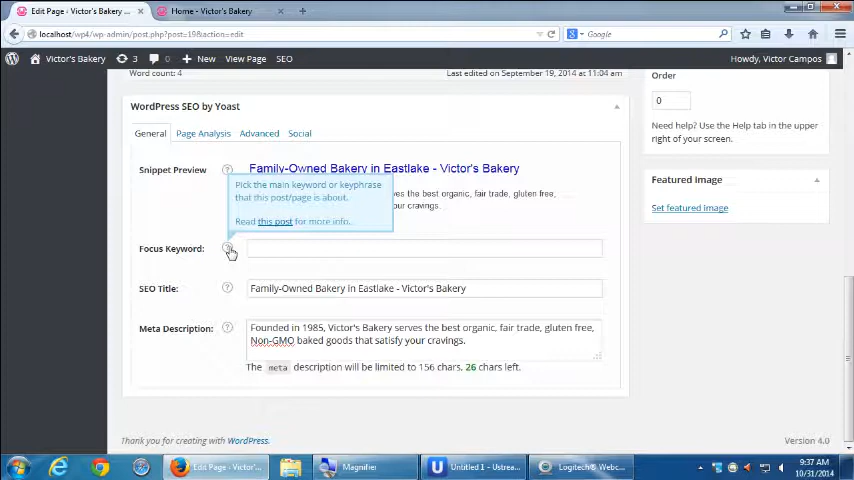 Edit Page ‹ Victor's Bakery...
Home - Victor's Bakery
localhost/wp4/wp-admin/post.php?post=19&action=edit
Google
Victor's Bakery
3
1
New
View Page
SEO
Howdy, Victor Campos
Word count: 4
Last edited on September 19, 2014 at 11:04 am
Order
0
Need help? Use the Help tab in the upper
right of your screen.
WordPress SEO by Yoast
General
Page Analysis
Advanced
Social
Snippet Preview
?
Family-Owned Bakery in Eastlake - Victor's Bakery
ves the best organic, fair trade, gluten free,
ur cravings.
Pick the main keyword or keyphrase
that this post/page is about.
Read this post for more info.
Featured Image
Set featured image
Focus Keyword:
?
SEO Title:
?
Family-Owned Bakery in Eastlake - Victor's Bakery
Meta Description:
?
Founded in 1985, Victor's Bakery serves the best organic, fair trade, gluten free,
Non-GMO baked goods that satisfy your cravings.
The meta description will be limited to 156 chars, 26 chars left.
Thank you for creating with WordPress.
Version 4.0
Edit Page ‹ Victor'...
Magnifier
Untitled 1 - Ustrea...
Logitech® Webc...
9:37 AM
10/31/2014